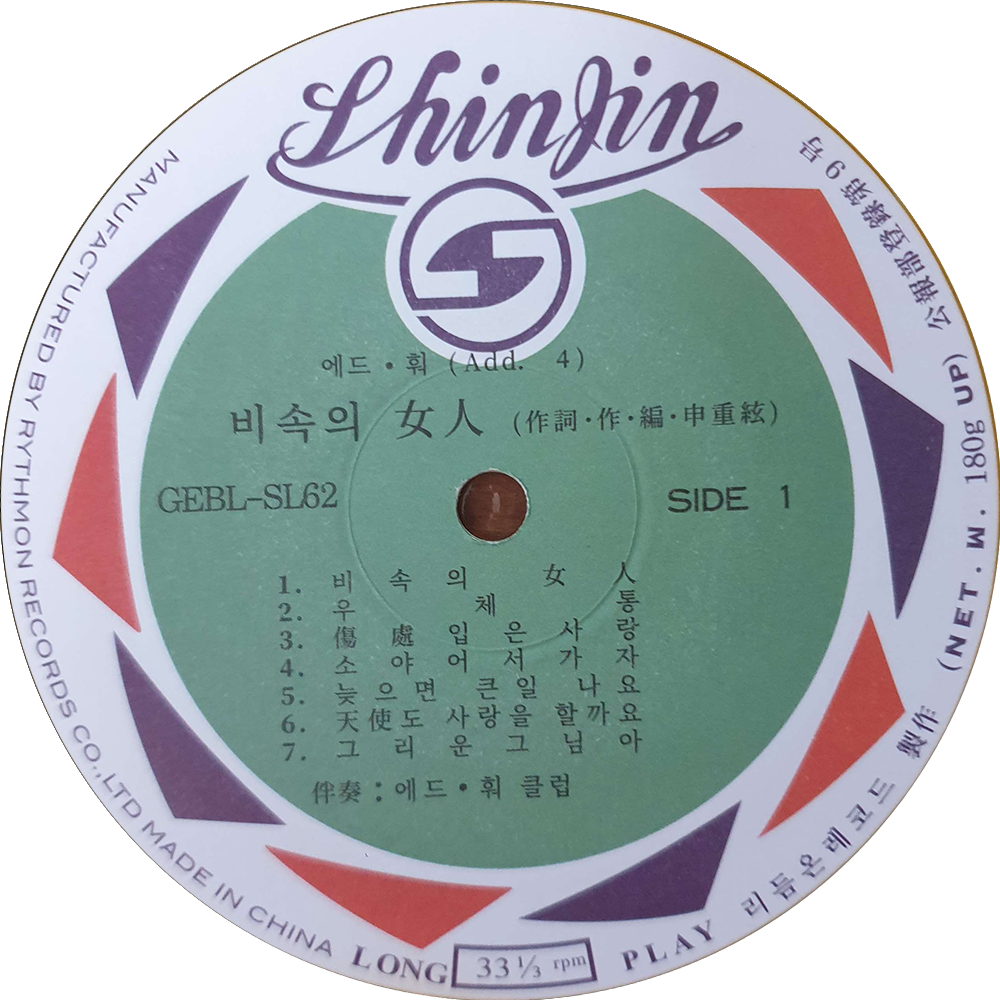 ShinJin
에드·훠 (Add. 4)
비속의 女人 (作詞·作·編·申重絃)
GEBL-SL62
SIDE 1
1. 비속의 女人
2. 우체통
3. 傷處입은사랑
4. 소야어서가자
5. 늦으면 큰일 나요
6. 天使도 사랑을 할까요
7. 그리운그님아
伴奏:에드·훠 클럽
MANUFACTURED BY RYTHMON RECORDS CO.,LTD MADE IN CHINA
LONG 33 1/3 rpm PLAY
리듬온레코드 製作 (NET. W. 180g UP) 公報部登錄第9号